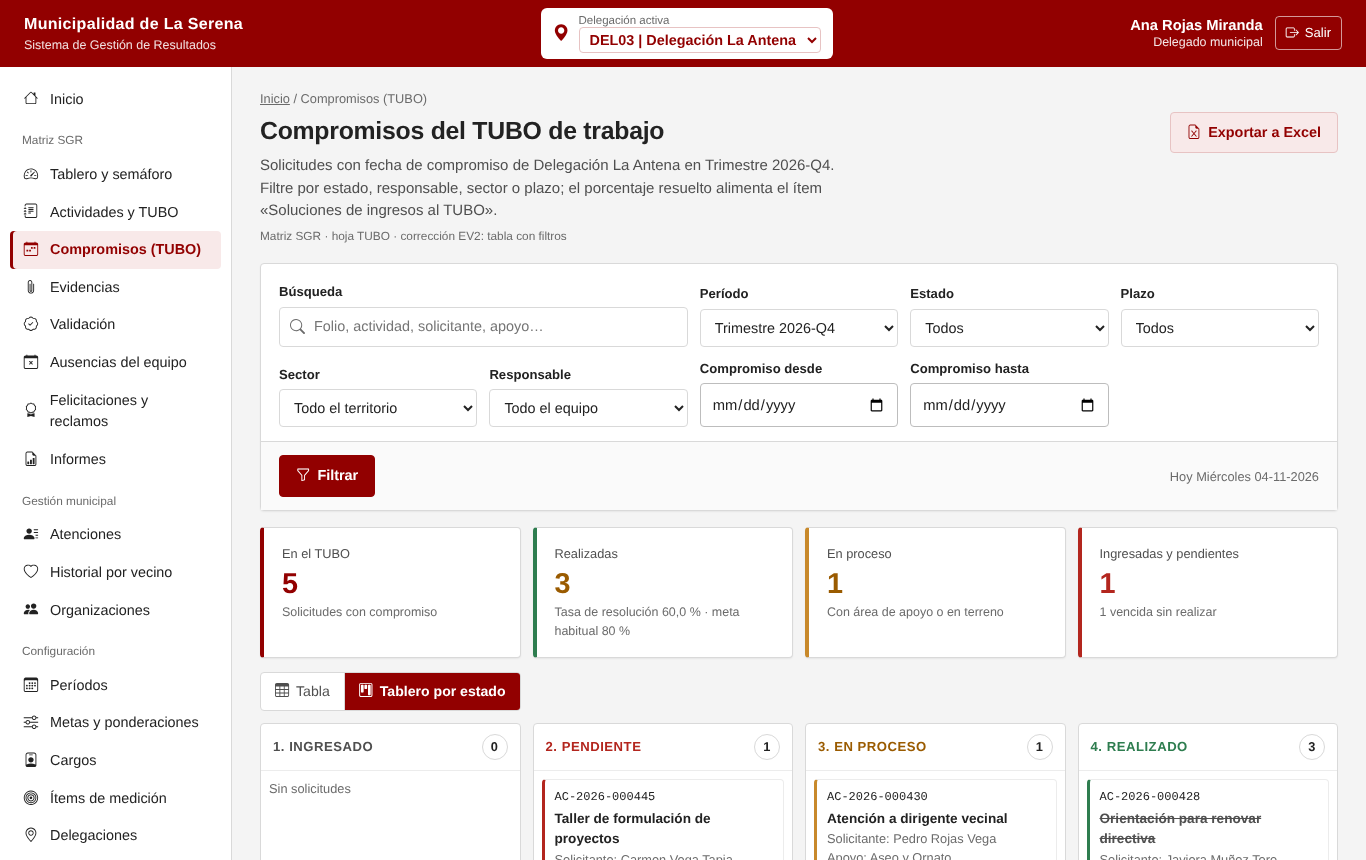 Municipalidad de La Serena
Sistema de Gestión de Resultados
Delegación activa
DEL03 | Delegación La Antena
Ana Rojas Miranda
Delegado municipal
Salir
Inicio
Matriz SGR
Tablero y semáforo
Actividades y TUBO
Compromisos (TUBO)
Evidencias
Validación
Ausencias del equipo
Felicitaciones y
reclamos
Informes
Gestión municipal
Atenciones
Historial por vecino
Organizaciones
Configuración
Períodos
Metas y ponderaciones
Cargos
Ítems de medición
Delegaciones
Inicio / Compromisos (TUBO)
Compromisos del TUBO de trabajo
Solicitudes con fecha de compromiso de Delegación La Antena en Trimestre 2026-Q4.
Filtre por estado, responsable, sector o plazo; el porcentaje resuelto alimenta el ítem
«Soluciones de ingresos al TUBO».
Matriz SGR · hoja TUBO · corrección EV2: tabla con filtros
Exportar a Excel
Búsqueda
Folio, actividad, solicitante, apoyo…
Período
Trimestre 2026-Q4
Estado
Todos
Plazo
Todos
Sector
Todo el territorio
Responsable
Todo el equipo
Compromiso desde
mm/dd/yyyy
Compromiso hasta
mm/dd/yyyy
Filtrar
Hoy Miércoles 04-11-2026
En el TUBO
5
Solicitudes con compromiso
Realizadas
3
Tasa de resolución 60,0 % · meta
habitual 80 %
En proceso
1
Con área de apoyo o en terreno
Ingresadas y pendientes
1
1 vencida sin realizar
Tabla
Tablero por estado
1. INGRESADO
0
Sin solicitudes
2. PENDIENTE
1
AC-2026-000445
Taller de formulación de
proyectos
Solicitante: Carmen Vega Tapia
3. EN PROCESO
1
AC-2026-000430
Atención a dirigente vecinal
Solicitante: Pedro Rojas Vega
Apoyo: Aseo y Ornato
4. REALIZADO
3
AC-2026-000428
Orientación para renovar
directiva
Solicitante: Javiera Muñoz Toro